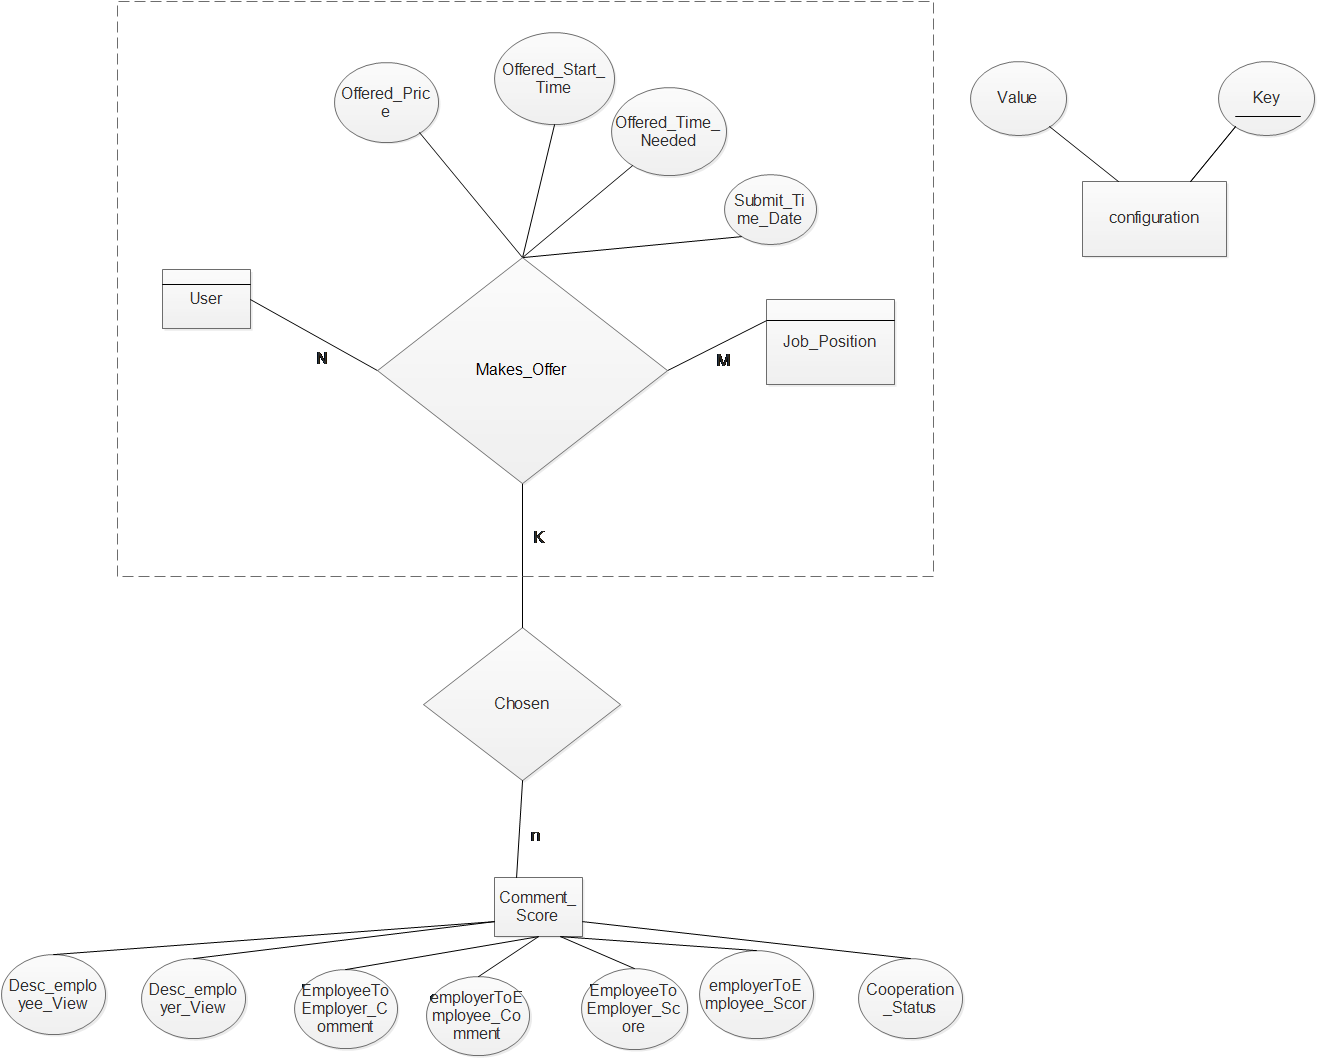 Offered_Start_
Time
Offered_Pric
e
Offered_Time_
Needed
Value
Key
Submit_Ti
me_Date
configuration
User
Job_Position
N
M
Makes_Offer
K
Chosen
n
Comment_
Score
Desc_emplo
yee_View
Desc_emplo
yer_View
EmployeeTo
Employer_C
omment
employerToE
mployee_Co
mment
EmployeeTo
Employer_Sc
ore
employerToE
mployee_Scor
Cooperation
_Status